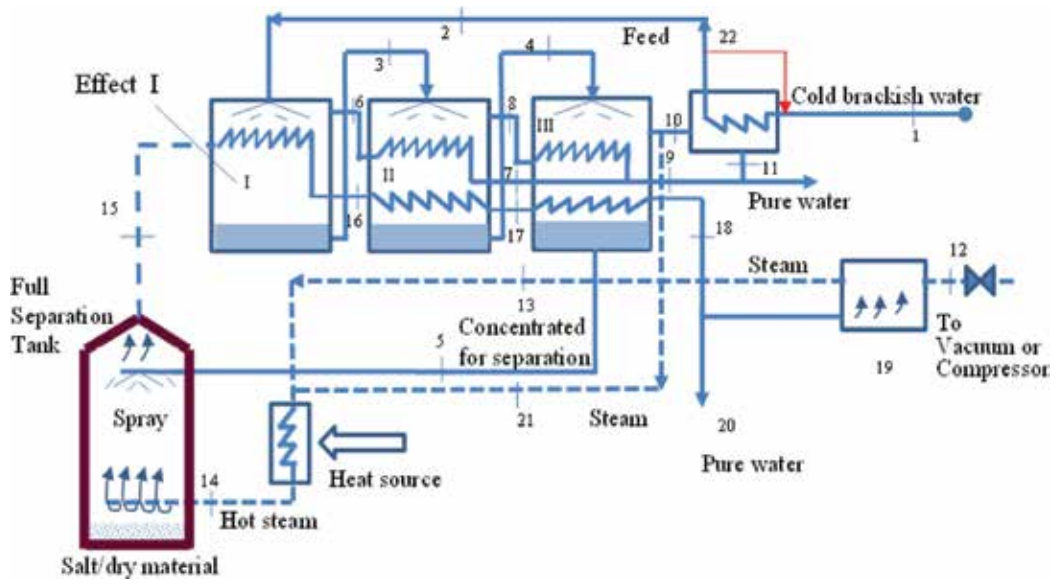 2
Feed
22
3
4
Effect I
Cold brackish water
6
8
III
10
1
I
II
9
7
11
Pure water
15
16
17
18
Steam
12
13
Full
Separation
Tank
Concentrated
for separation
5
To
Vacuum or
Compressor
19
Spray
21
Steam
20
Pure water
Heat source
14
Hot steam
Salt/dry material